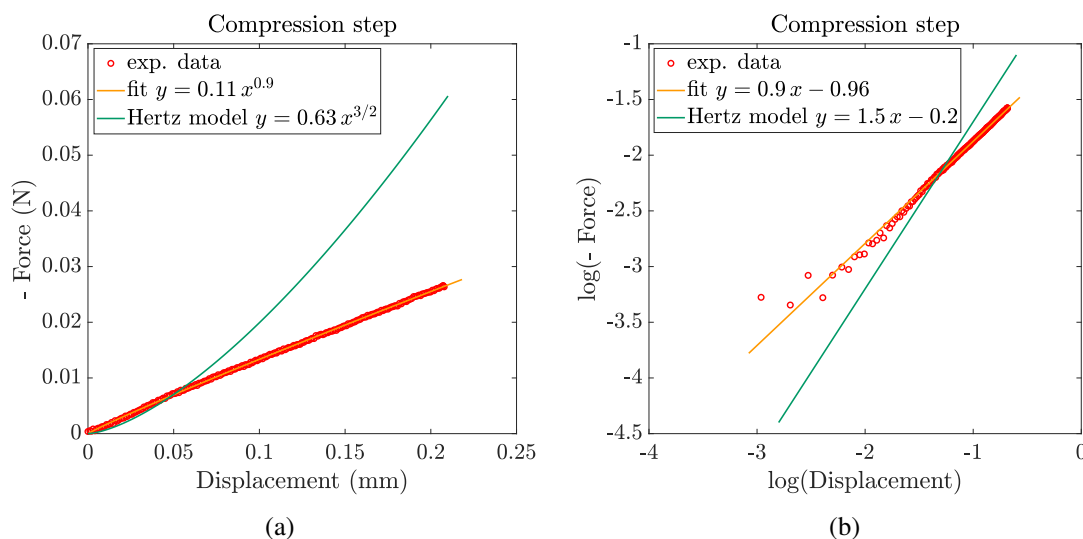 Compression step
0.07
0.06
0.05
0.04
0.03
0.02
0.01
0
- Force (N)
exp. data
fit y = 0.11 x^0.9
Hertz model y = 0.63 x^3/2
0 0.05 0.1 0.15 0.2 0.25
Displacement (mm)
(a)
Compression step
-1
-1.5
-2
-2.5
-3
-3.5
-4
-4.5
log(- Force)
exp. data
fit y = 0.9 x − 0.96
Hertz model y = 1.5 x − 0.2
-4 -3 -2 -1 0
log(Displacement)
(b)